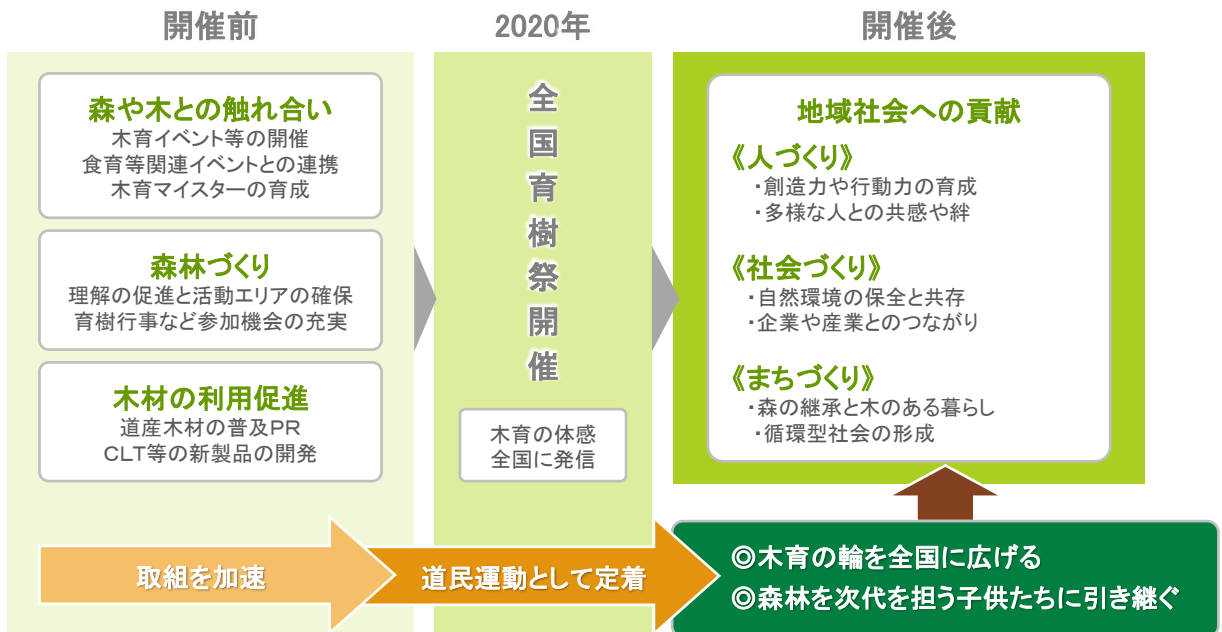 開催前
森や木との触れ合い
木育イベント等の開催
食育等関連イベントとの連携
木育マイスターの育成
森林づくり
理解の促進と活動エリアの確保
育樹行事など参加機会の充実
木材の利用促進
道産木材の普及PR
CLT等の新製品の開発
取組を加速
2020年
全国育樹祭開催
木育の体感
全国に発信
道民運動として定着
開催後
地域社会への貢献
《人づくり》
・創造力や行動力の育成
・多様な人との共感や絆
《社会づくり》
・自然環境の保全と共存
・企業や産業とのつながり
《まちづくり》
・森の継承と木のある暮らし
・循環型社会の形成
◎木育の輪を全国に広げる
◎森林を次代を担う子供たちに引き継ぐ